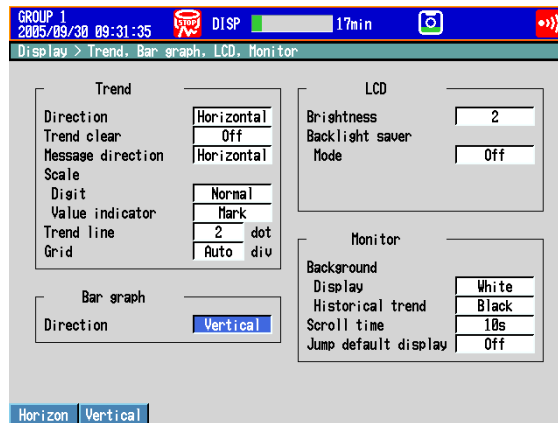 GROUP 1
2005/09/30 09:31:35
STOP
DISP
17min
Display > Trend, Bar graph, LCD, Monitor
Trend
Direction Horizontal
Trend clear Off
Message direction Horizontal
Scale
Digit Normal
Value indicator Mark
Trend line 2 dot
Grid Auto div
Bar graph
Direction Vertical
LCD
Brightness 2
Backlight saver
Mode Off
Monitor
Background
Display White
Historical trend Black
Scroll time 10s
Jump default display Off
Horizon Vertical